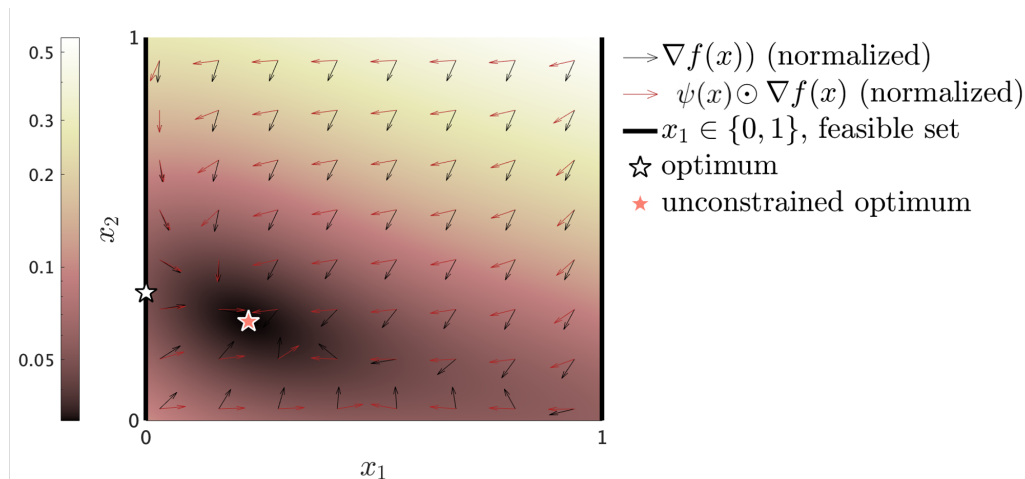 0.5
0.3
0.2
0.1
0.05
1
x₂
0
0
1
x₁
∇f(x)) (normalized)
ψ(x)⊙ ∇f(x) (normalized)
x₁ ∈ {0, 1}, feasible set
optimum
unconstrained optimum